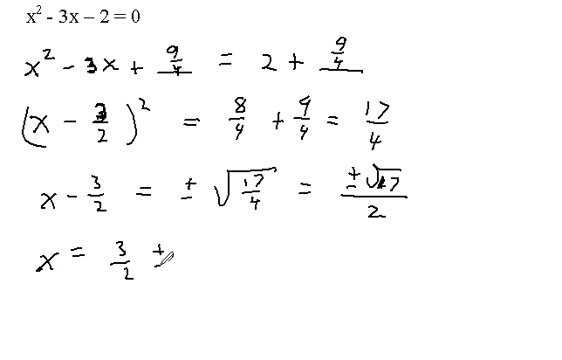 x² - 3x – 2 = 0
x² - 3x + 9/4 = 2 + 9/4
(x - 3/2)² = 8/4 + 9/4 = 17/4
x - 3/2 = ± √(17/4) = ±√17/2
x = 3/2 ±